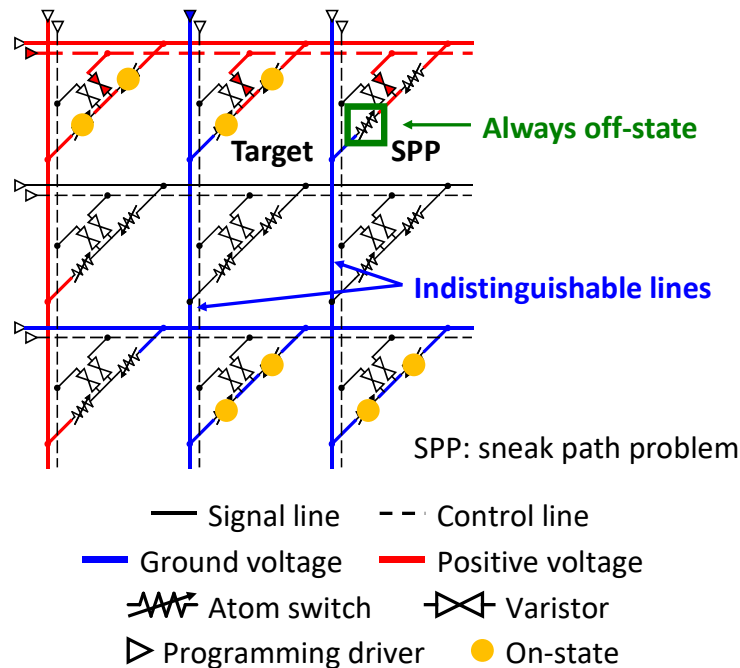 Always off-state
Target
SPP
Indistinguishable lines
SPP: sneak path problem
Signal line
Control line
Ground voltage
Positive voltage
Atom switch
Varistor
Programming driver
On-state